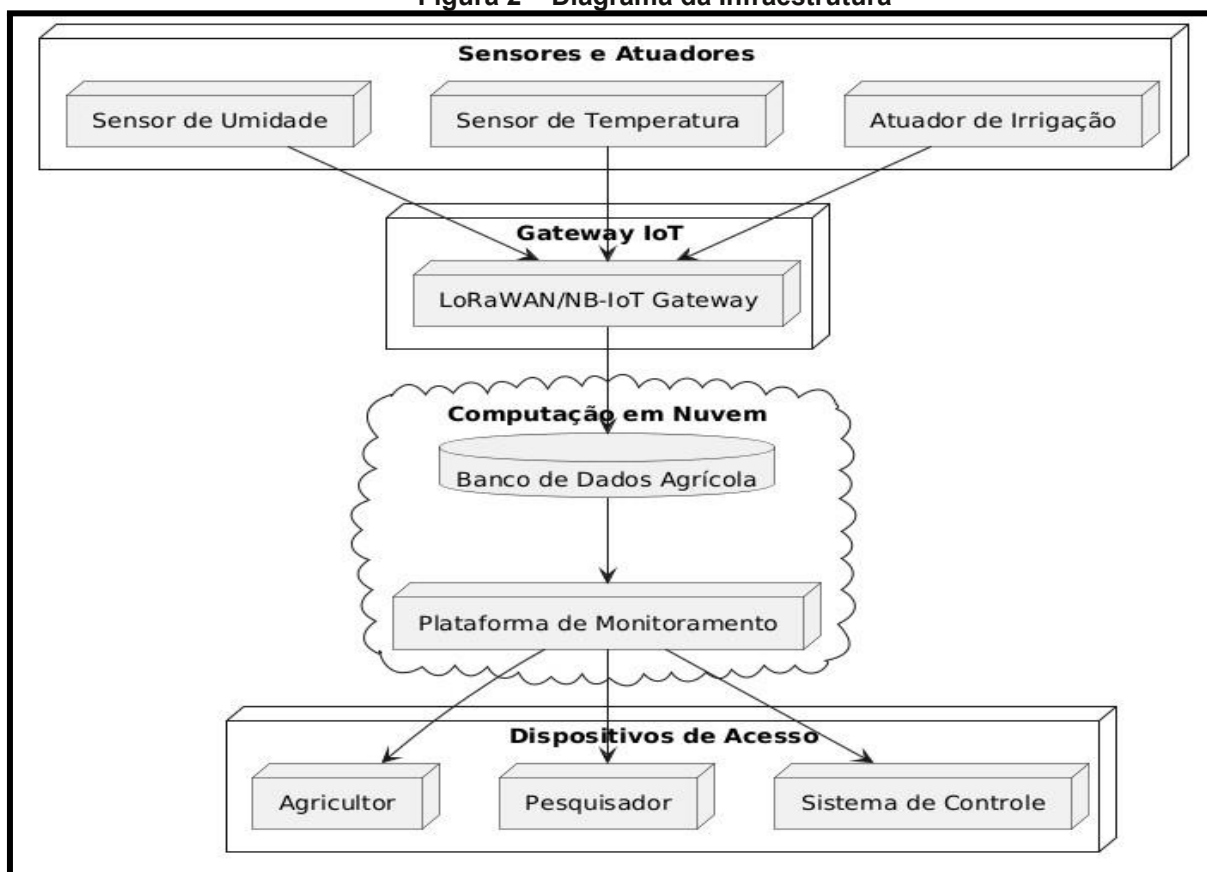 Figura 2 – Diagrama da Infraestrutura
Sensores e Atuadores
Sensor de Umidade
Sensor de Temperatura
Atuador de Irrigação
Gateway IoT
LoRaWAN/NB-IoT Gateway
Computação em Nuvem
Banco de Dados Agrícola
Plataforma de Monitoramento
Dispositivos de Acesso
Agricultor
Pesquisador
Sistema de Controle